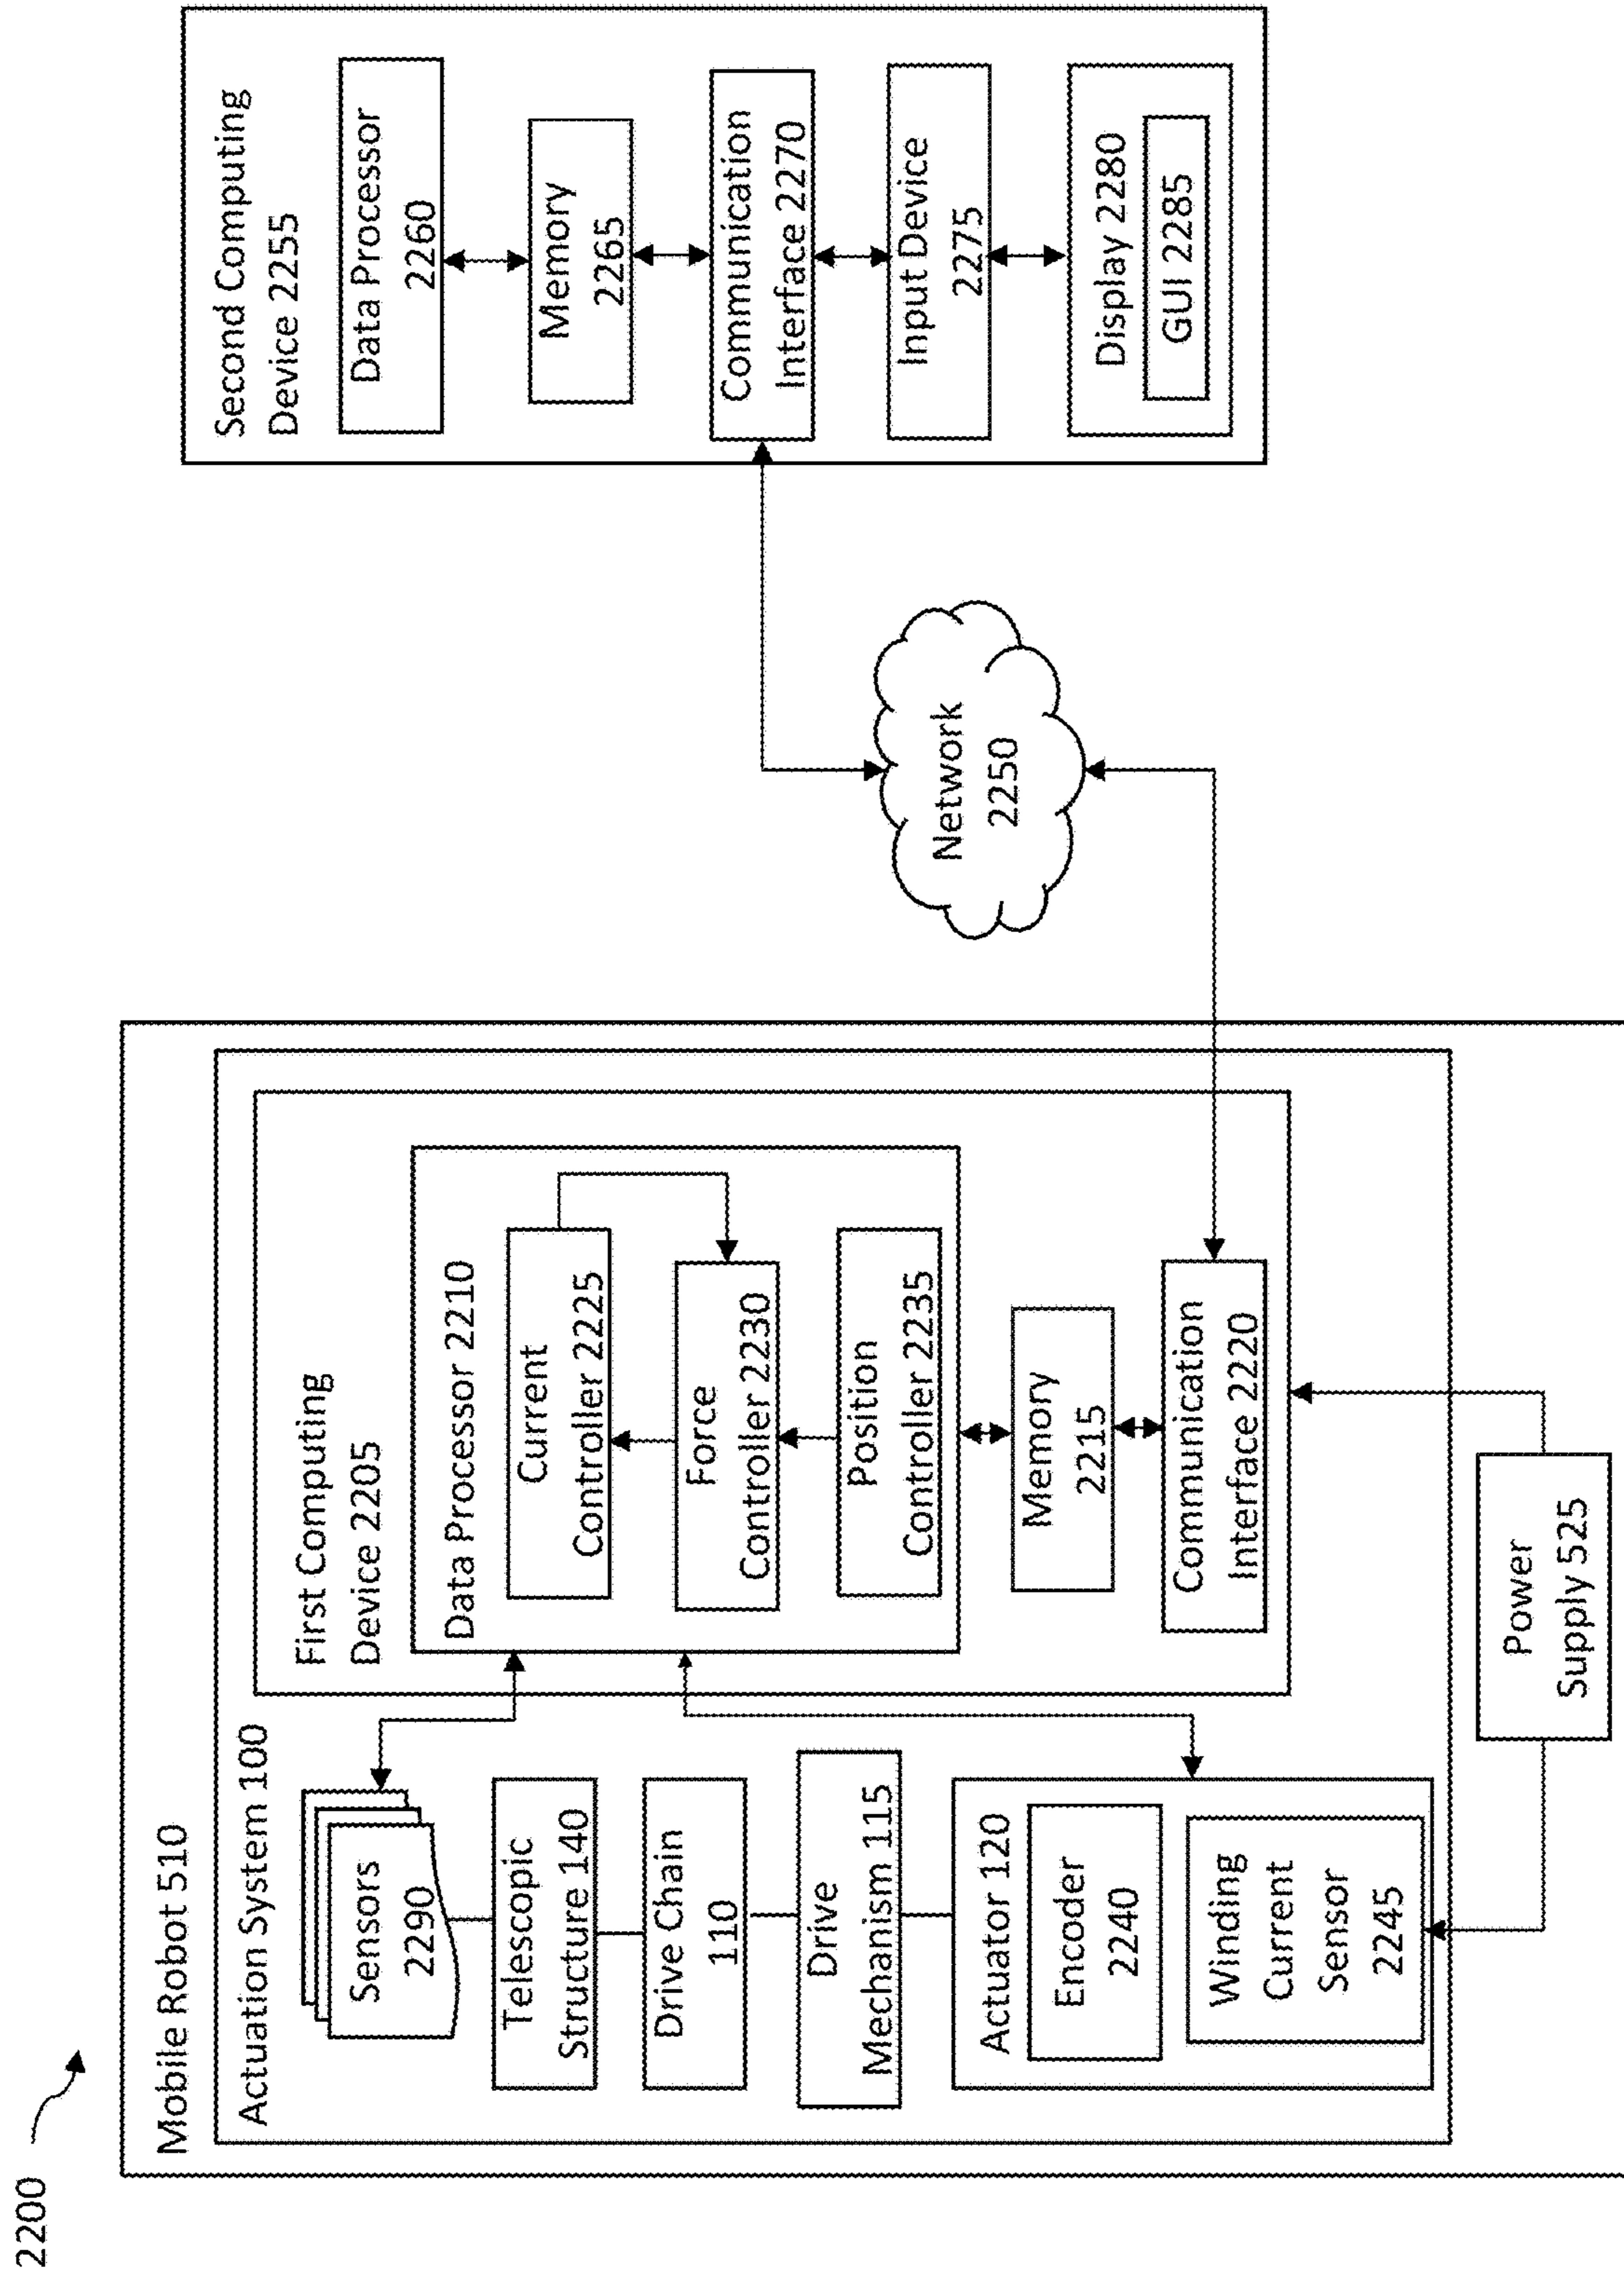 2200
Mobile Robot 510
Actuation System 100
Sensors
2290
Telescopic
Structure 140
Drive Chain
110
Drive
Mechanism 115
Actuator 120
Encoder
2240
Winding
Current
Sensor
2245
First Computing
Device 2205
Data Processor 2210
Current
Controller 2225
Force
Controller 2230
Position
Controller 2235
Memory
2215
Communication
Interface 2220
Power
Supply 525
Network
2250
Second Computing
Device 2255
Data Processor
2260
Memory
2265
Communication
Interface 2270
Input Device
2275
Display 2280
GUI 2285